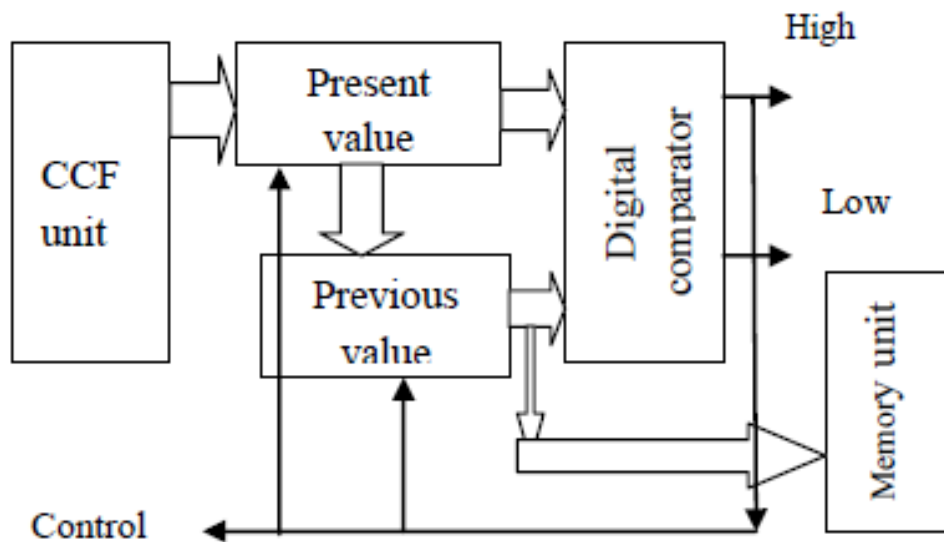 High
Present
value
CCF
unit
Digital
comparator
Low
Previous
value
Memory unit
Control